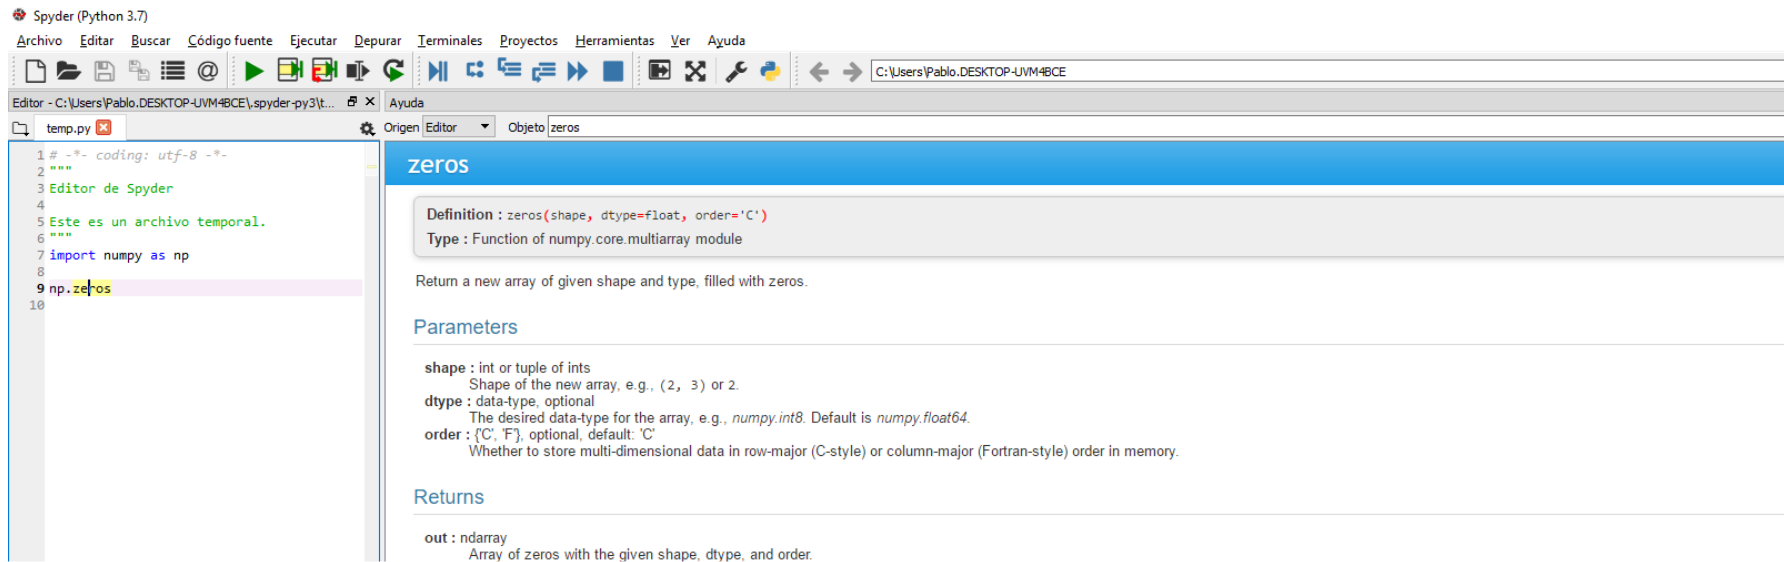 Spyder (Python 3.7)
Archivo Editar Buscar Código fuente Ejecutar Depurar Terminales Proyectos Herramientas Ver Ayuda
C:\Users\Pablo.DESKTOP-UVM4BCE
Editor - C:\Users\Pablo.DESKTOP-UVM4BCE\.spyder-py3\t...
temp.py
1 # -*- coding: utf-8 -*-
2 """
3 Editor de Spyder
4
5 Este es un archivo temporal.
6 """
7 import numpy as np
8
9 np.zeros
10
Ayuda
Origen Editor Objeto zeros
zeros
Definition : zeros(shape, dtype=float, order='C')
Type : Function of numpy.core.multiarray module
Return a new array of given shape and type, filled with zeros.
Parameters
shape : int or tuple of ints
Shape of the new array, e.g., (2, 3) or 2.
dtype : data-type, optional
The desired data-type for the array, e.g., numpy.int8. Default is numpy.float64.
order : {'C', 'F'}, optional, default: 'C'
Whether to store multi-dimensional data in row-major (C-style) or column-major (Fortran-style) order in memory.
Returns
out : ndarray
Array of zeros with the given shape, dtype, and order.